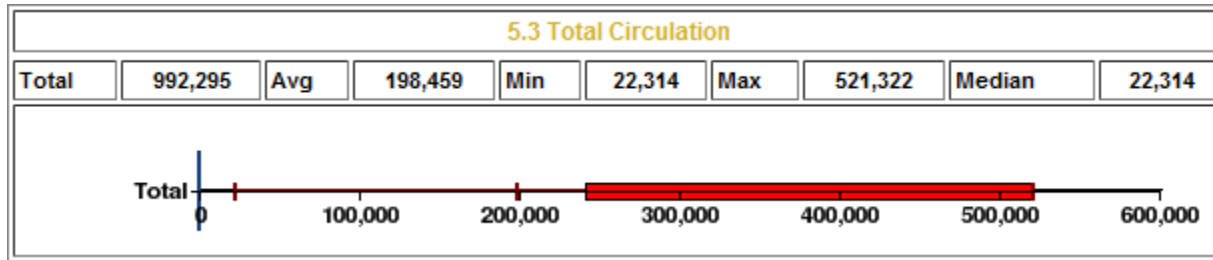 5.3 Total Circulation
Total 992,295 Avg 198,459 Min 22,314 Max 521,322 Median 22,314
Total
0 100,000 200,000 300,000 400,000 500,000 600,000